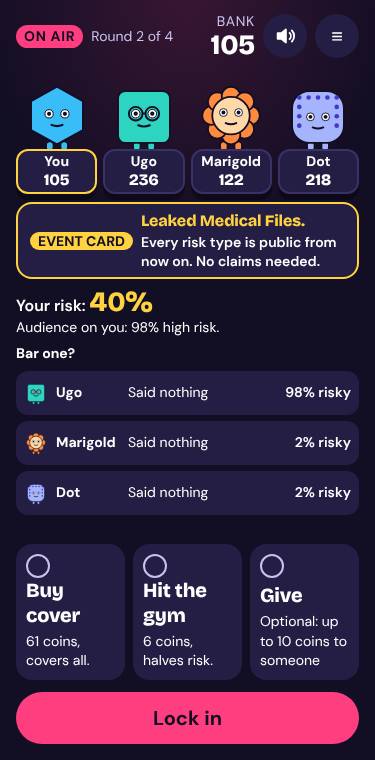 ON AIR
Round 2 of 4
BANK
105
You
105
Ugo
236
Marigold
122
Dot
218
EVENT CARD
Leaked Medical Files.
Every risk type is public from
now on. No claims needed.
Your risk: 40%
Audience on you: 98% high risk.
Bar one?
Ugo Said nothing 98% risky
Marigold Said nothing 2% risky
Dot Said nothing 2% risky
Buy
cover
61 coins,
covers all.
Hit the
gym
6 coins,
halves risk.
Give
Optional: up
to 10 coins to
someone
Lock in